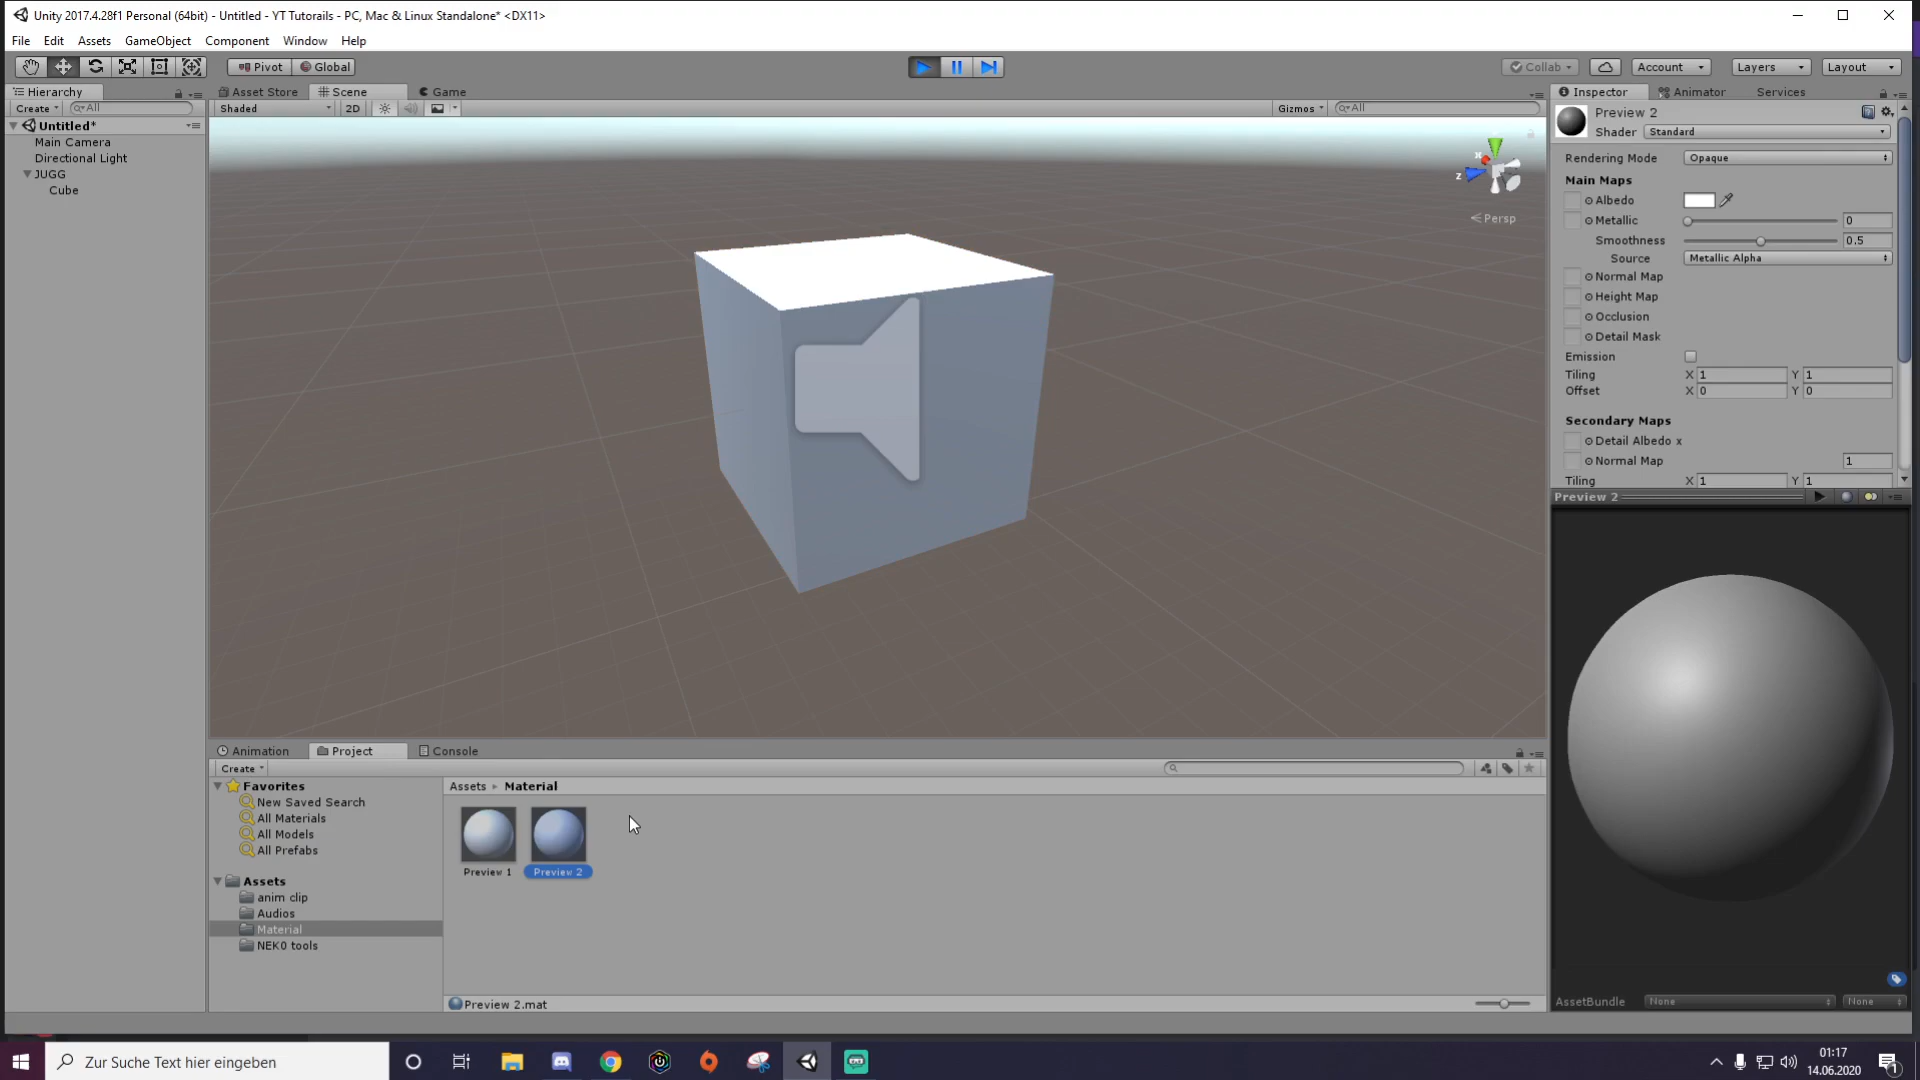 Unity 2017.4.28f1 Personal (64bit) - Untitled - YT Tutorails - PC, Mac & Linux Standalone* <DX11>
File Edit Assets GameObject Component Window Help
Pivot Global Collab Account Layers Layout
Hierarchy Asset Store Scene Game Inspector Animator Services
Create All Shaded 2D Gizmos All
Untitled*
Main Camera
Directional Light
JUGG
Cube
x
z
Persp
Preview 2
Shader Standard
Rendering Mode Opaque
Main Maps
Albedo
Metallic 0
Smoothness 0.5
Source Metallic Alpha
Normal Map
Height Map
Occlusion
Detail Mask
Emission
Tiling X 1 Y 1
Offset X 0 Y 0
Secondary Maps
Detail Albedo x
Normal Map 1
Tiling X 1 Y 1
Preview 2
Animation Project Console
Create
Favorites
New Saved Search
All Materials
All Models
All Prefabs
Assets
anim clip
Audios
Material
NEK0 tools
Assets Material
Preview 1 Preview 2
Preview 2.mat
AssetBundle None None
Zur Suche Text hier eingeben
01:17
14.06.2020
1